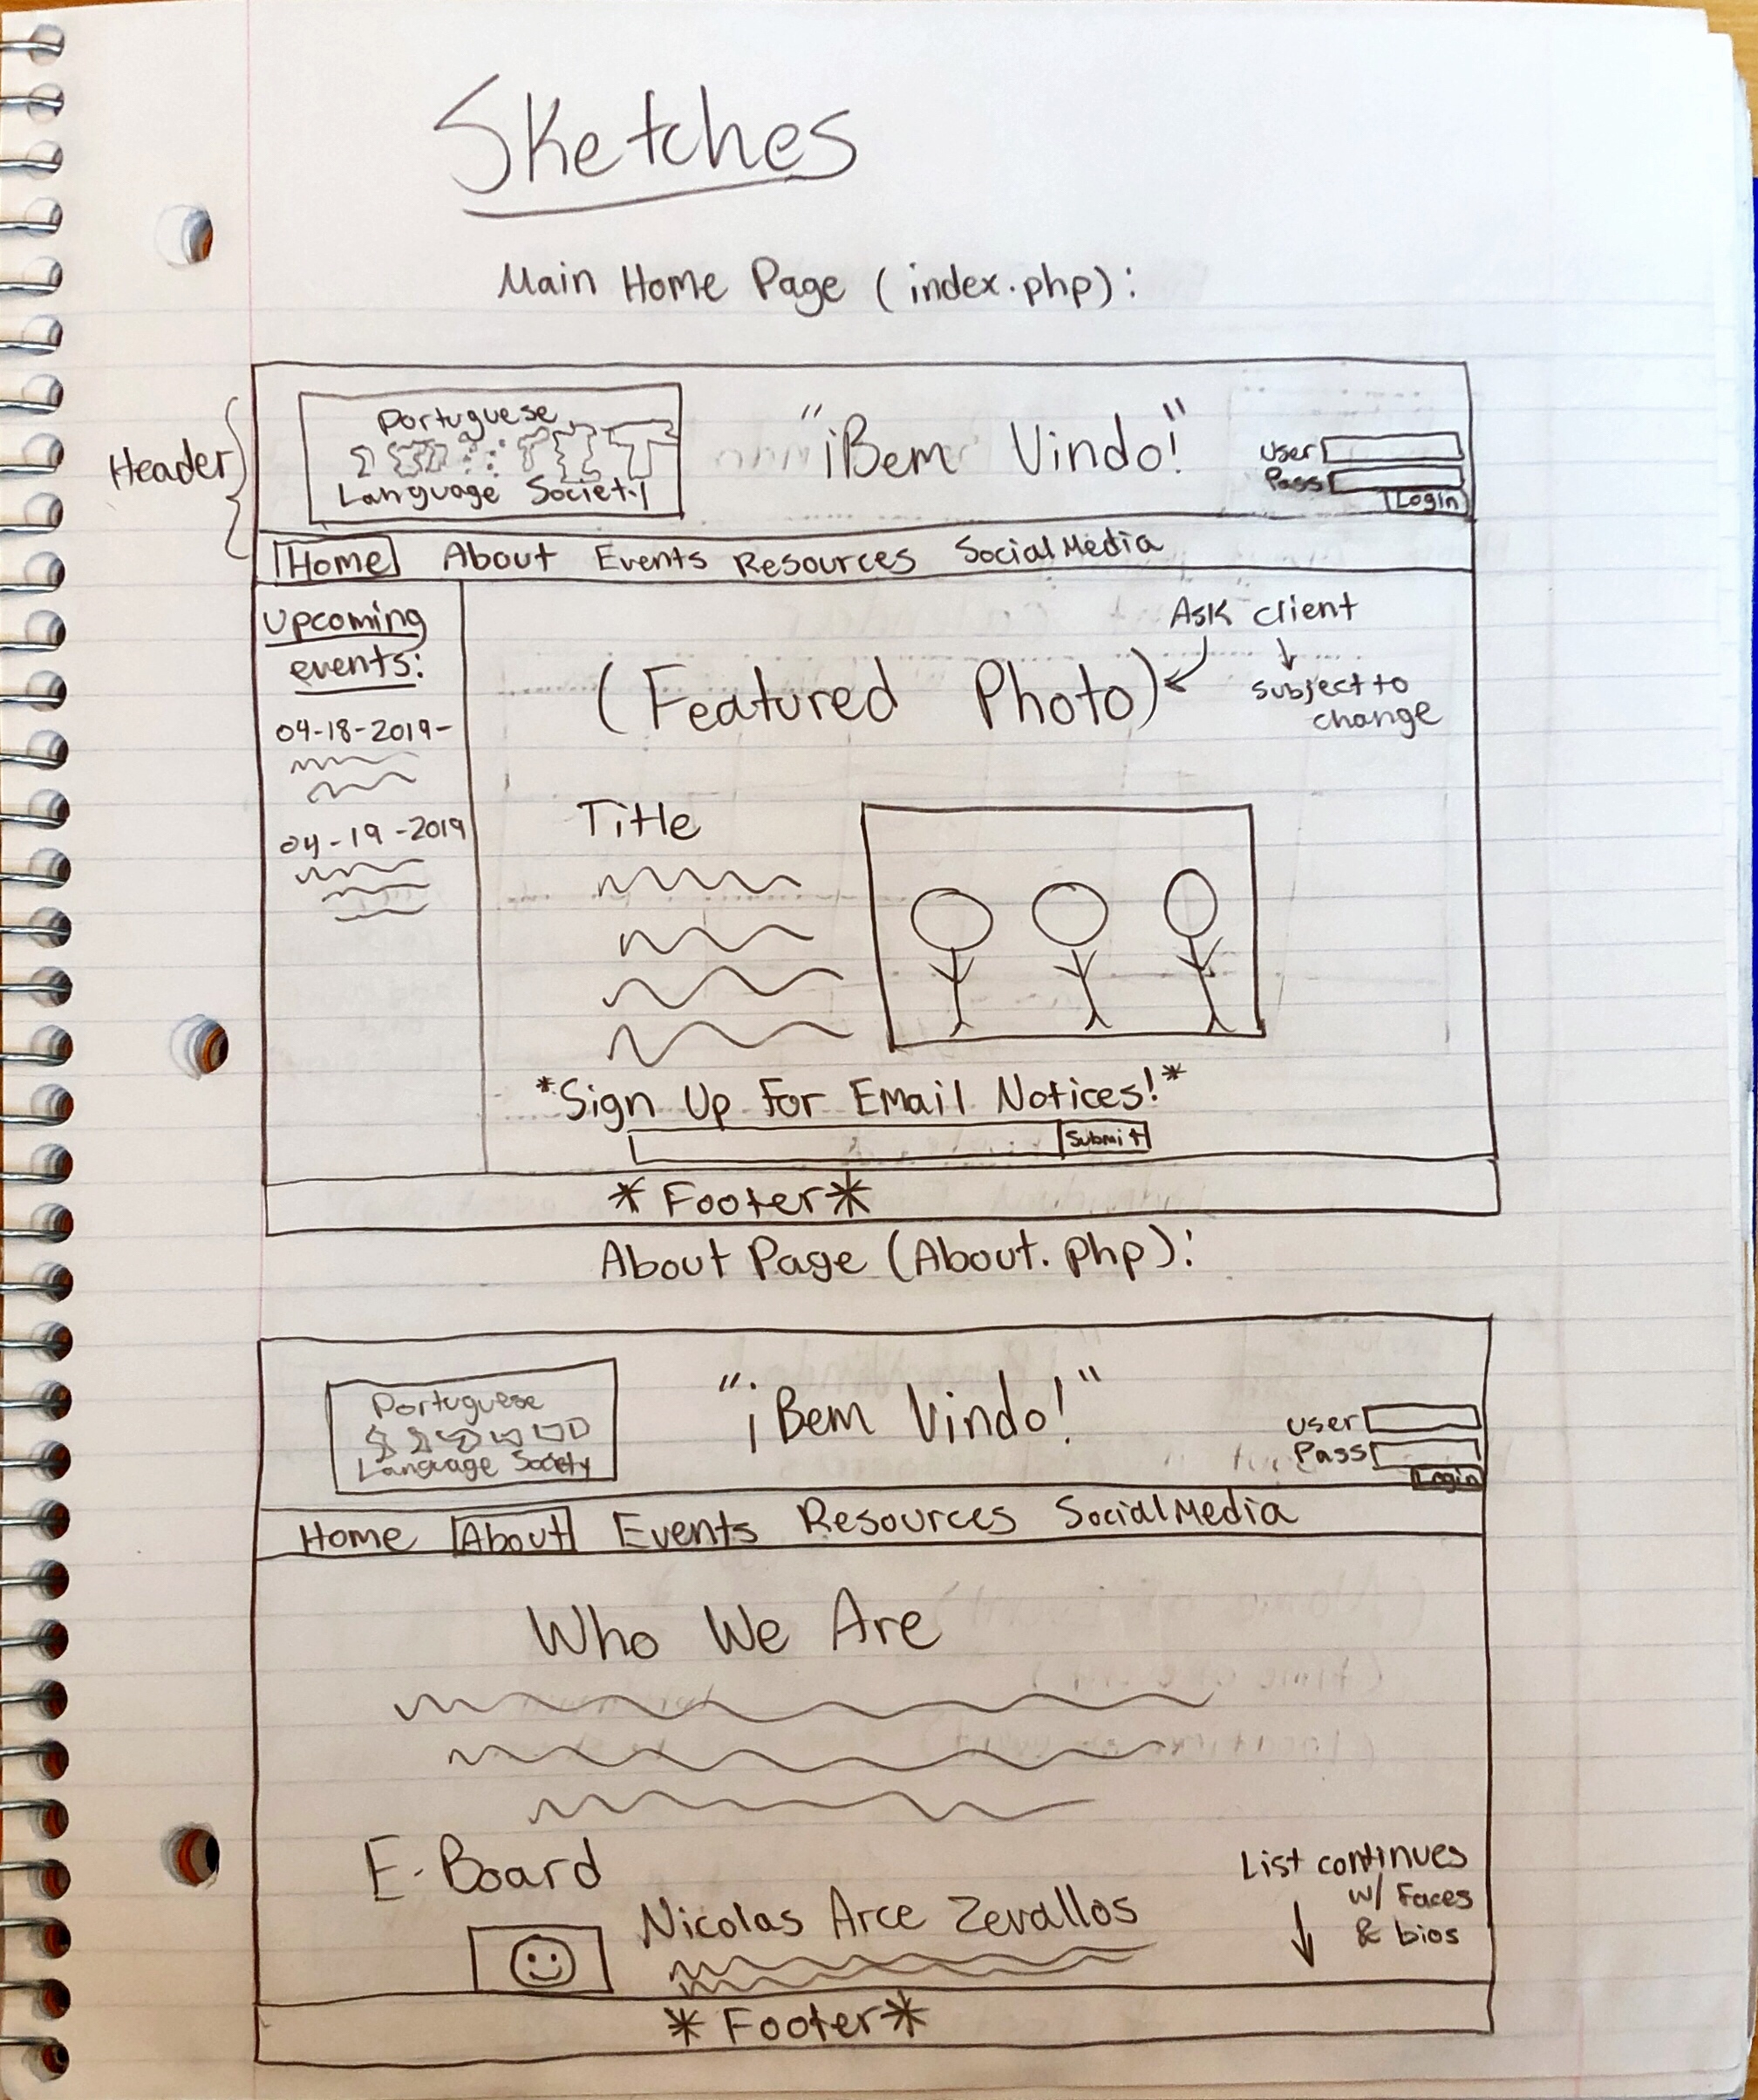 Sketches
Main Home Page (index.php):
Header
Portuguese
Language Society
"¡Bem Vindo!"
User
Pass
Login
Home About Events Resources Social Media
Upcoming
events:
04-18-2019-
04-19-2019
Ask client
subject to
change
(Featured Photo)
Title
*Sign Up For Email Notices!*
Submit
*Footer*
About Page (About.php):
Portuguese
Language Society
"¡Bem Vindo!"
User
Pass
Login
Home About Events Resources Social Media
Who We Are
E-Board
Nicolas Arce Zevallos
List continues
w/ Faces
& bios
*Footer*